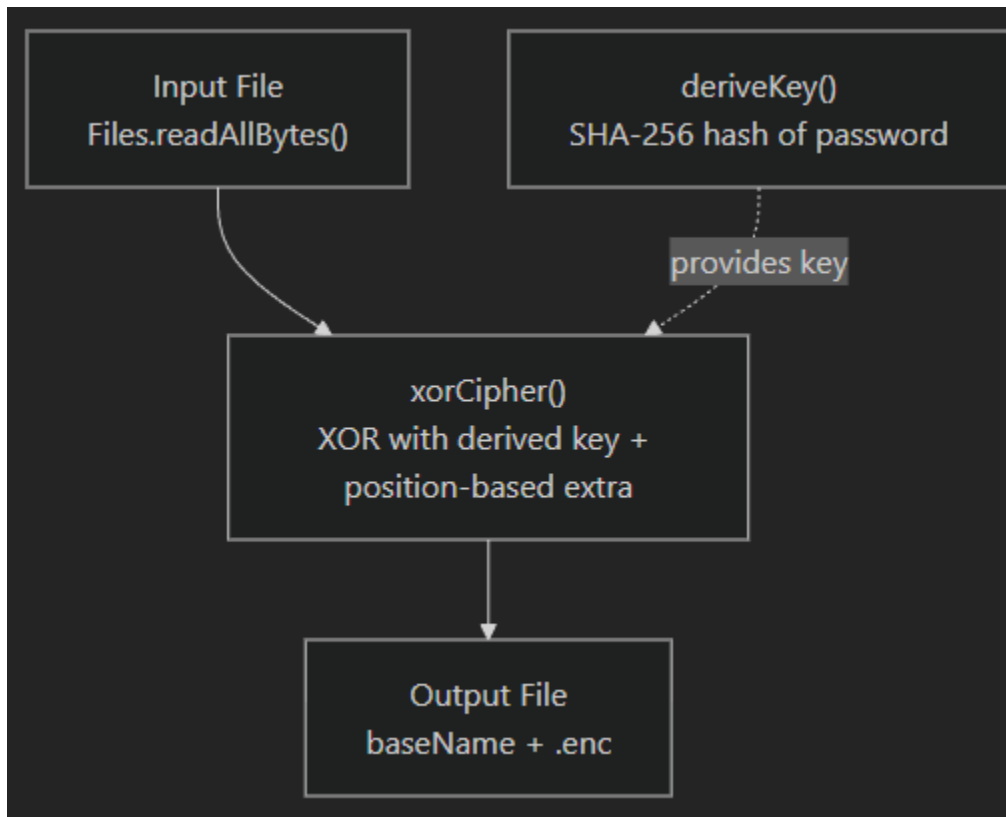 Input File
Files.readAllBytes()
deriveKey()
SHA-256 hash of password
provides key
xorCipher()
XOR with derived key +
position-based extra
Output File
baseName + .enc